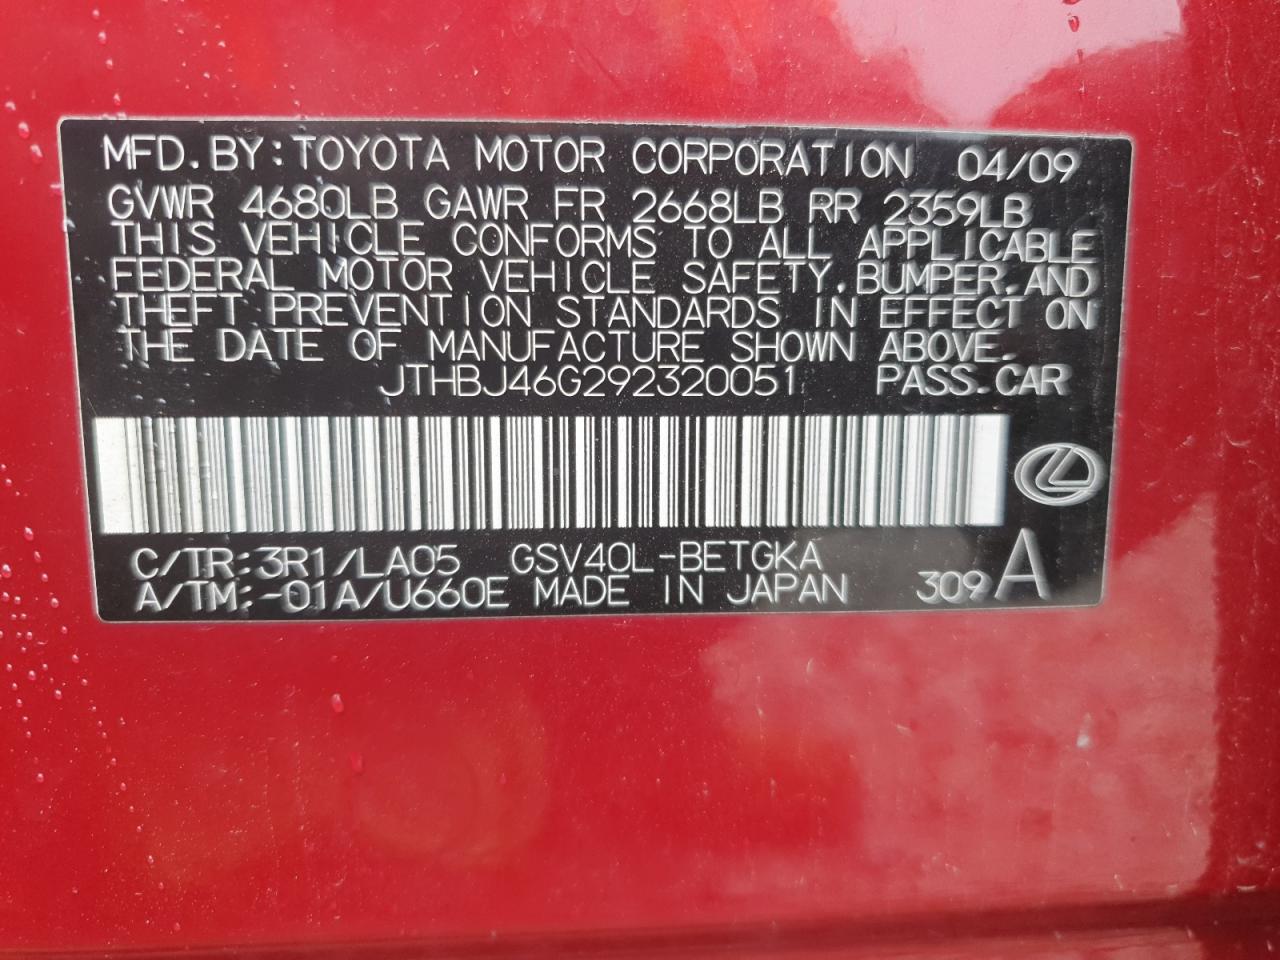 MFD.BY:TOYOTA MOTOR CORPORATION 04/09
GVWR 4680LB GAWR FR 2668LB RR 2359LB
THIS VEHICLE CONFORMS TO ALL APPLICABLE
FEDERAL MOTOR VEHICLE SAFETY,BUMPER,AND
THEFT PREVENTION STANDARDS IN EFFECT ON
THE DATE OF MANUFACTURE SHOWN ABOVE.
JTHBJ46G292320051 PASS.CAR
C/TR:3R1/LA05 GSV40L-BETGKA
A/TM:-01A/U660E MADE IN JAPAN 309 A